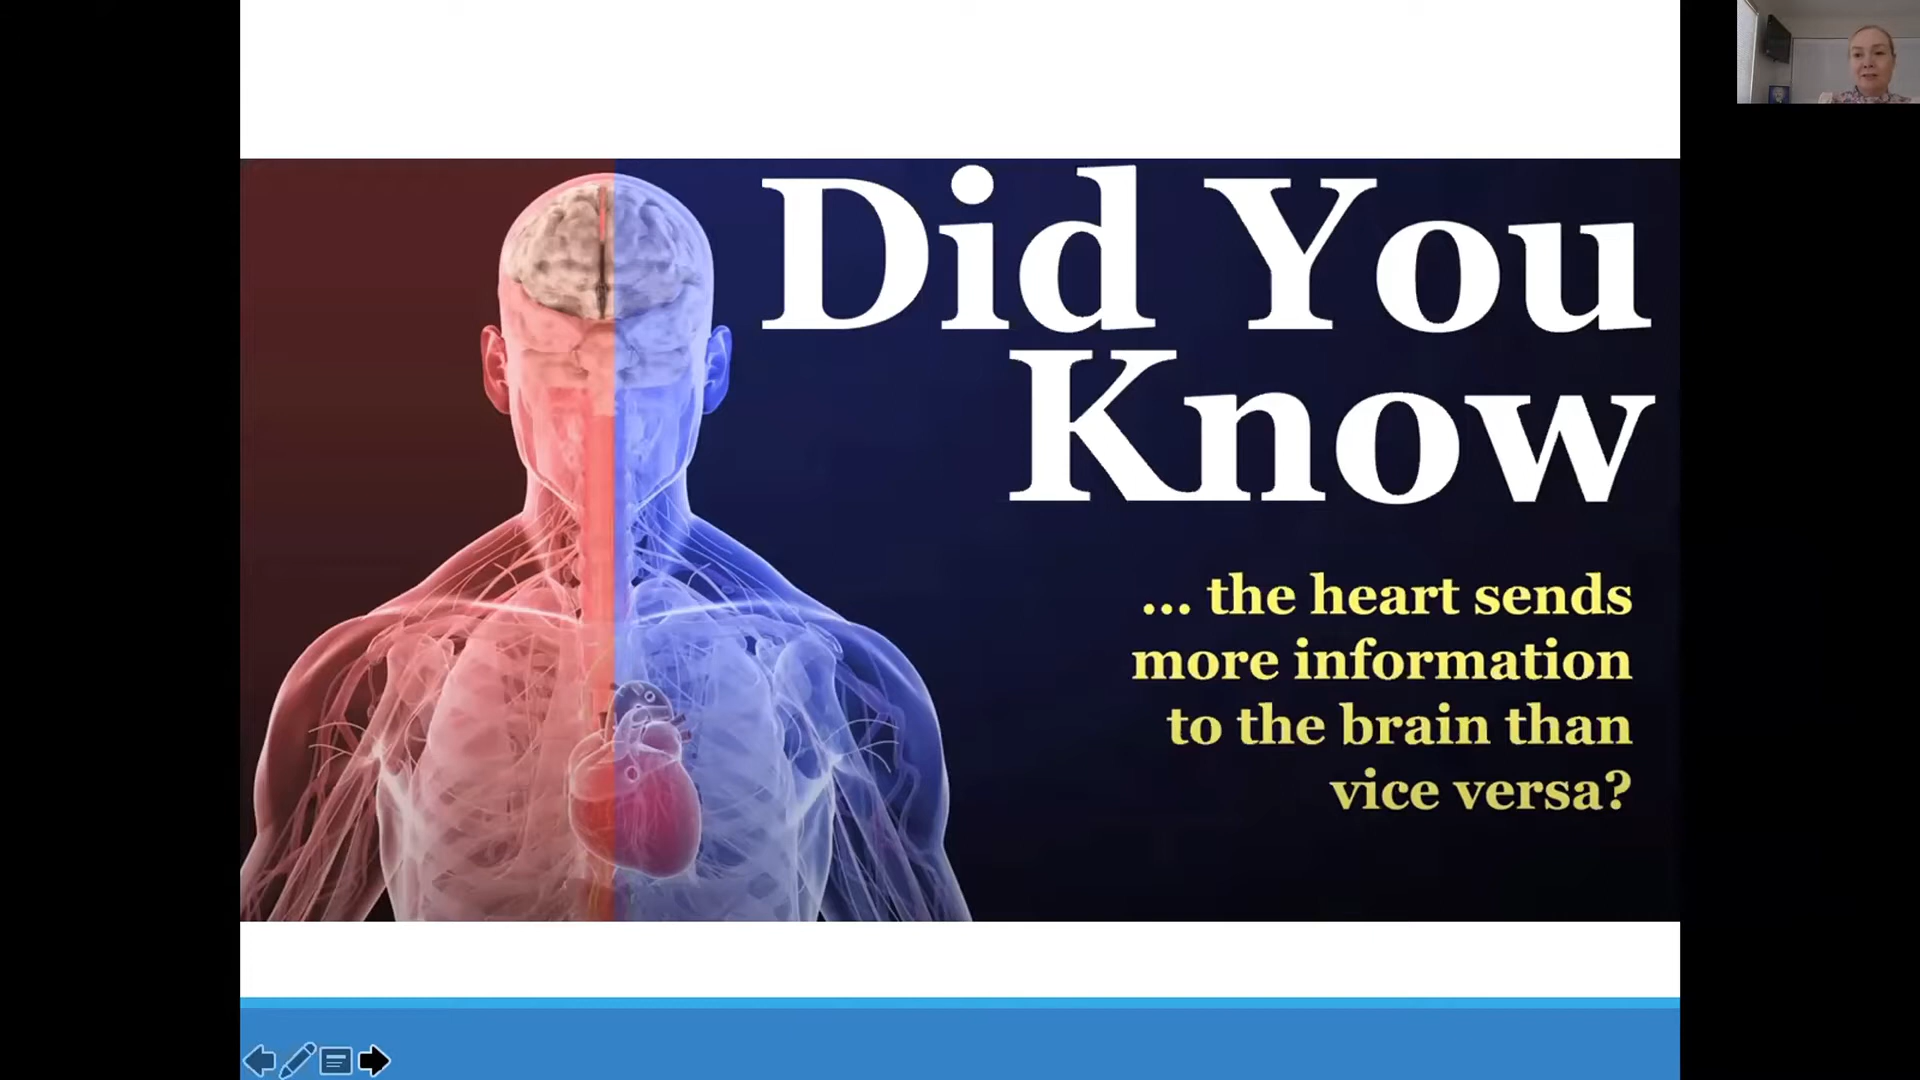 Did You
Know
... the heart sends
more information
to the brain than
vice versa?